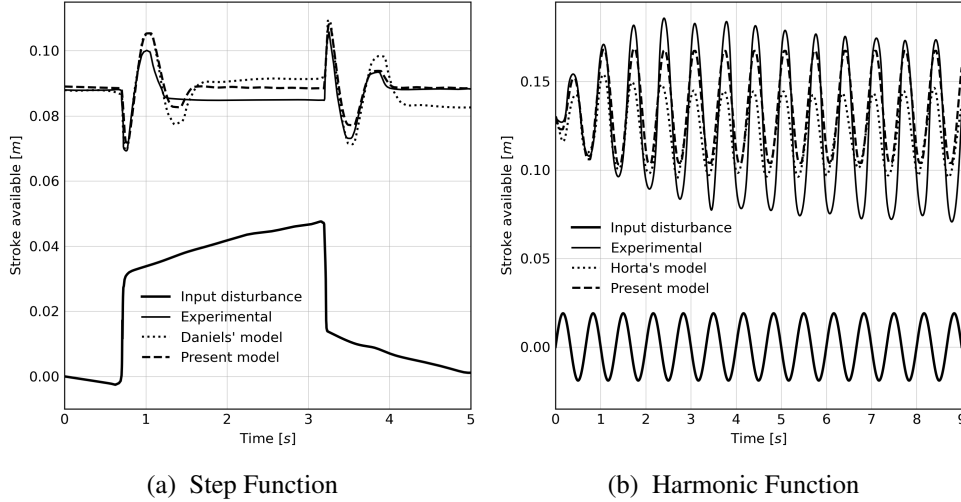 0.10
0.08
0.06
0.04
0.02
0.00
Stroke available [m]
Input disturbance
Experimental
Daniels' model
Present model
0 1 2 3 4 5
Time [s]
(a) Step Function
0.15
0.10
0.05
0.00
Stroke available [m]
Input disturbance
Experimental
Horta's model
Present model
0 1 2 3 4 5 6 7 8 9
Time [s]
(b) Harmonic Function